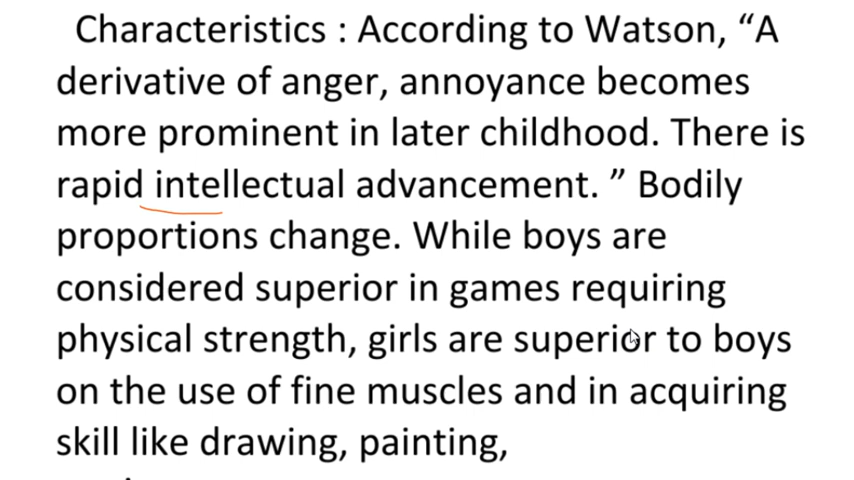 Characteristics : According to Watson, “A
derivative of anger, annoyance becomes
more prominent in later childhood. There is
rapid intellectual advancement. ” Bodily
proportions change. While boys are
considered superior in games requiring
physical strength, girls are superior to boys
on the use of fine muscles and in acquiring
skill like drawing, painting,